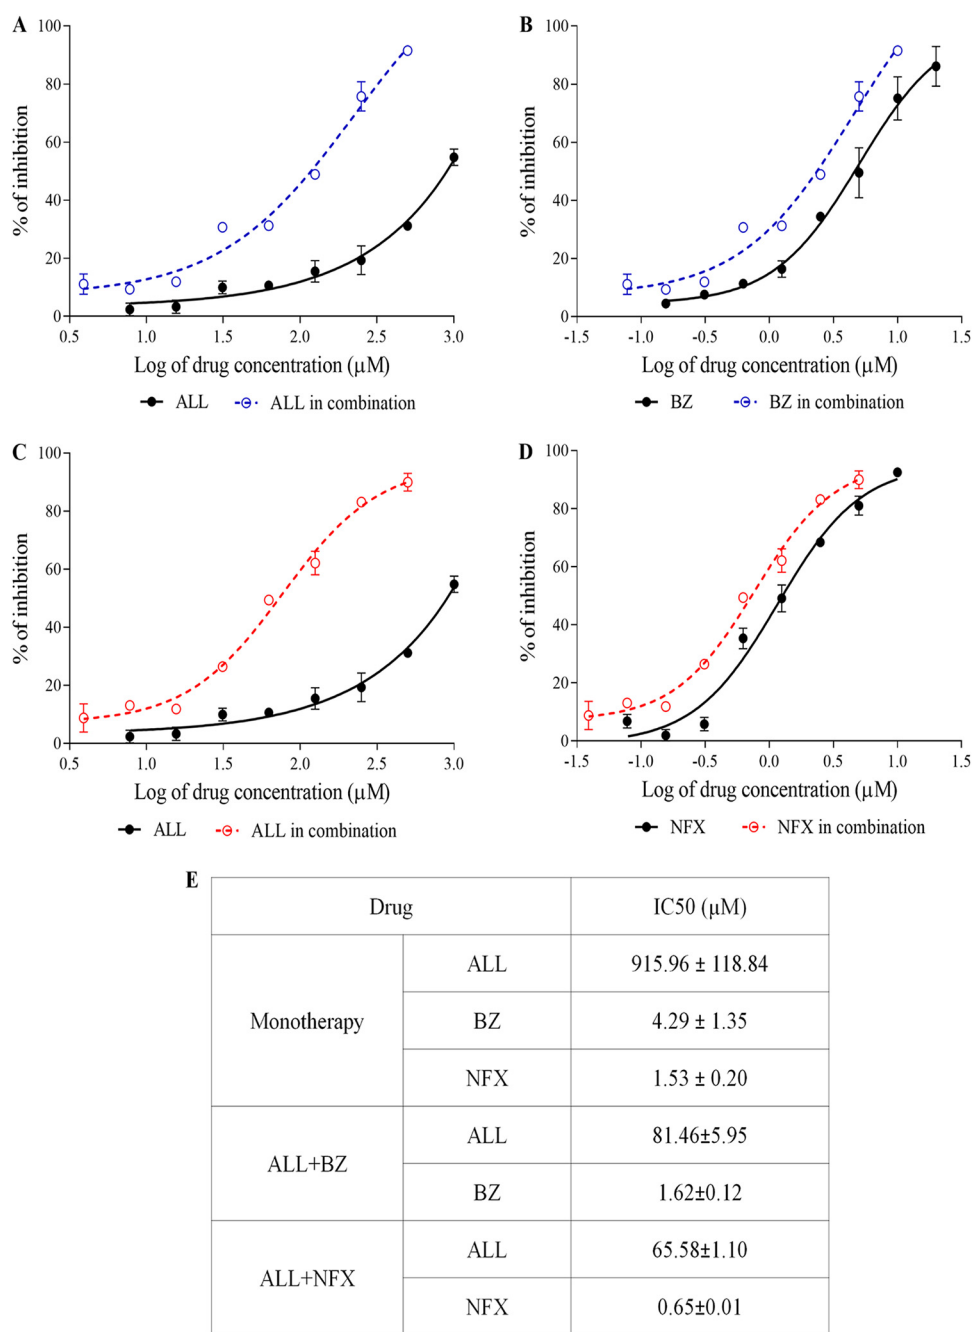 A
100
80
60
40
20
0
% of inhibition
0.5 1.0 1.5 2.0 2.5 3.0
Log of drug concentration (µM)
ALL ALL in combination
B
100
80
60
40
20
0
% of inhibition
-1.5 -1.0 -0.5 0.0 0.5 1.0 1.5
Log of drug concentration (µM)
BZ BZ in combination
C
100
80
60
40
20
0
% of inhibition
0.5 1.0 1.5 2.0 2.5 3.0
Log of drug concentration (µM)
ALL ALL in combination
D
100
80
60
40
20
0
% of inhibition
-1.5 -1.0 -0.5 0.0 0.5 1.0 1.5
Log of drug concentration (µM)
NFX NFX in combination
E
Drug IC50 (µM)
Monotherapy
ALL 915.96 ± 118.84
BZ 4.29 ± 1.35
NFX 1.53 ± 0.20
ALL+BZ
ALL 81.46±5.95
BZ 1.62±0.12
ALL+NFX
ALL 65.58±1.10
NFX 0.65±0.01